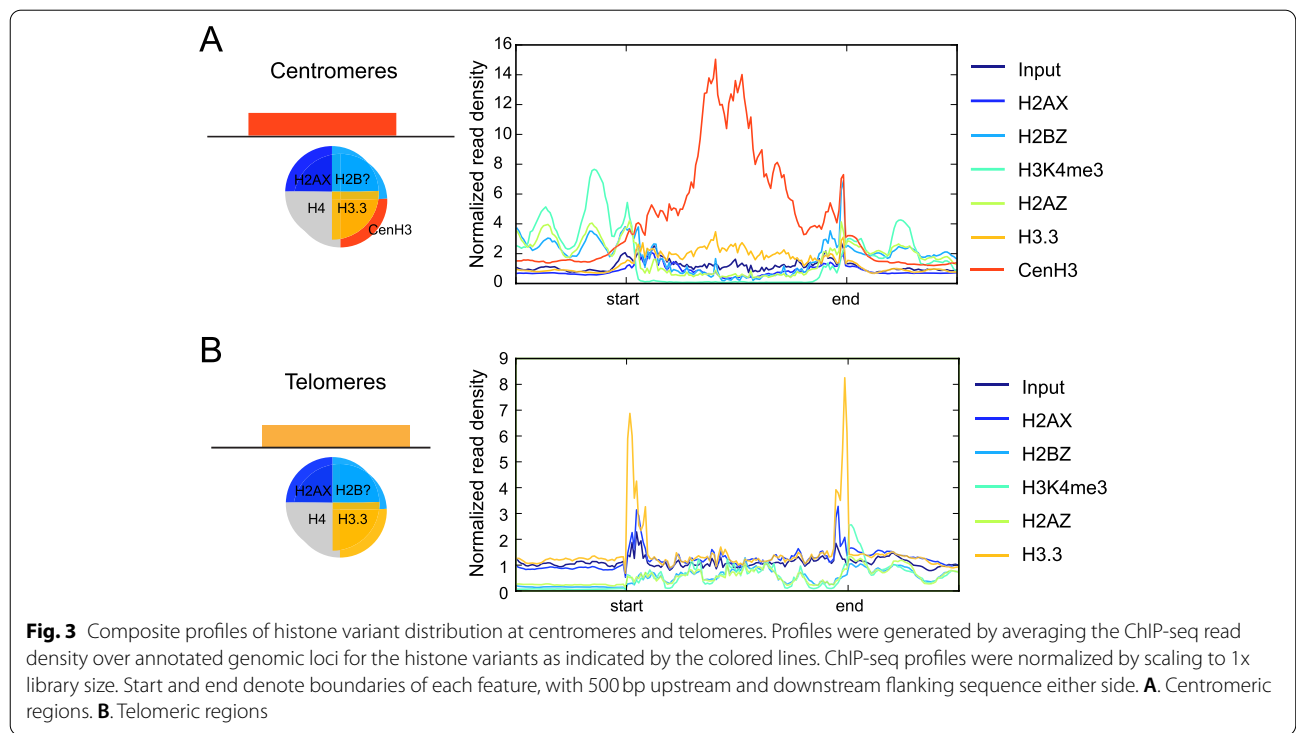 A
Centromeres
H2AX
H2B?
H4
H3.3
CenH3
Normalized read density
16
14
12
10
8
6
4
2
0
start
end
Input
H2AX
H2BZ
H3K4me3
H2AZ
H3.3
CenH3
B
Telomeres
H2AX
H2B?
H4
H3.3
Normalized read density
9
8
7
6
5
4
3
2
1
0
start
end
Input
H2AX
H2BZ
H3K4me3
H2AZ
H3.3
Fig. 3 Composite profiles of histone variant distribution at centromeres and telomeres. Profiles were generated by averaging the ChIP-seq read
density over annotated genomic loci for the histone variants as indicated by the colored lines. ChIP-seq profiles were normalized by scaling to 1x
library size. Start and end denote boundaries of each feature, with 500 bp upstream and downstream flanking sequence either side. A. Centromeric
regions. B. Telomeric regions